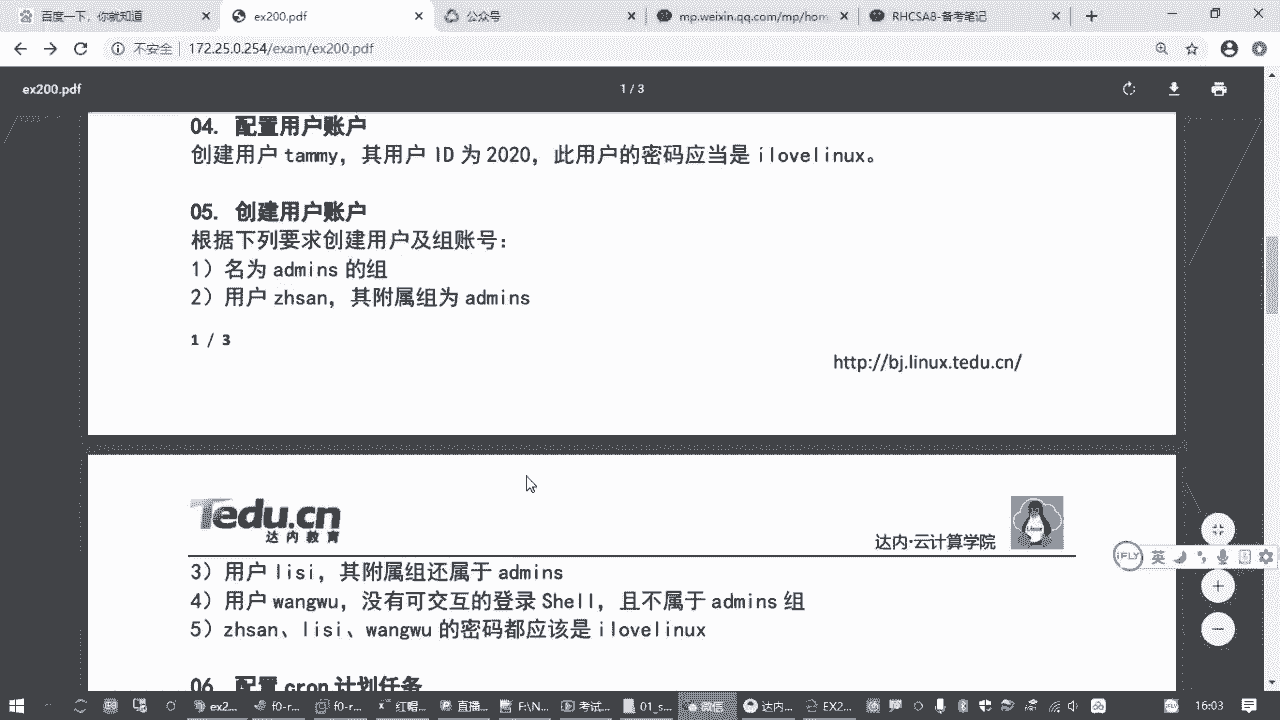 百度一下，你就知道
ex200.pdf
公众号
mp.weixin.qq.com/mp/hom
RHCSA8-备考笔记
不安全 | 172.25.0.254/exam/ex200.pdf
ex200.pdf
1 / 3
04. 配置用户账户
创建用户 tammy，其用户 ID 为 2020，此用户的密码应当是 ilovelinux。
05. 创建用户账户
根据下列要求创建用户及组账号：
1）名为 admins 的组
2）用户 zhsan，其附属组为 admins
1 / 3
http://bj.linux.tedu.cn/
Tedu.cn
达内教育
达内·云计算学院
iFLY 英
3）用户 lisi，其附属组还属于 admins
4）用户 wangwu，没有可交互的登录 Shell，且不属于 admins 组
5）zhsan、lisi、wangwu 的密码都应该是 ilovelinux
06. 配置 cron 计划任务
ex2...
f0-r...
f0-r...
红帽...
直播...
F:\N...
考试...
01_s...
达内...
EX2...
16:03